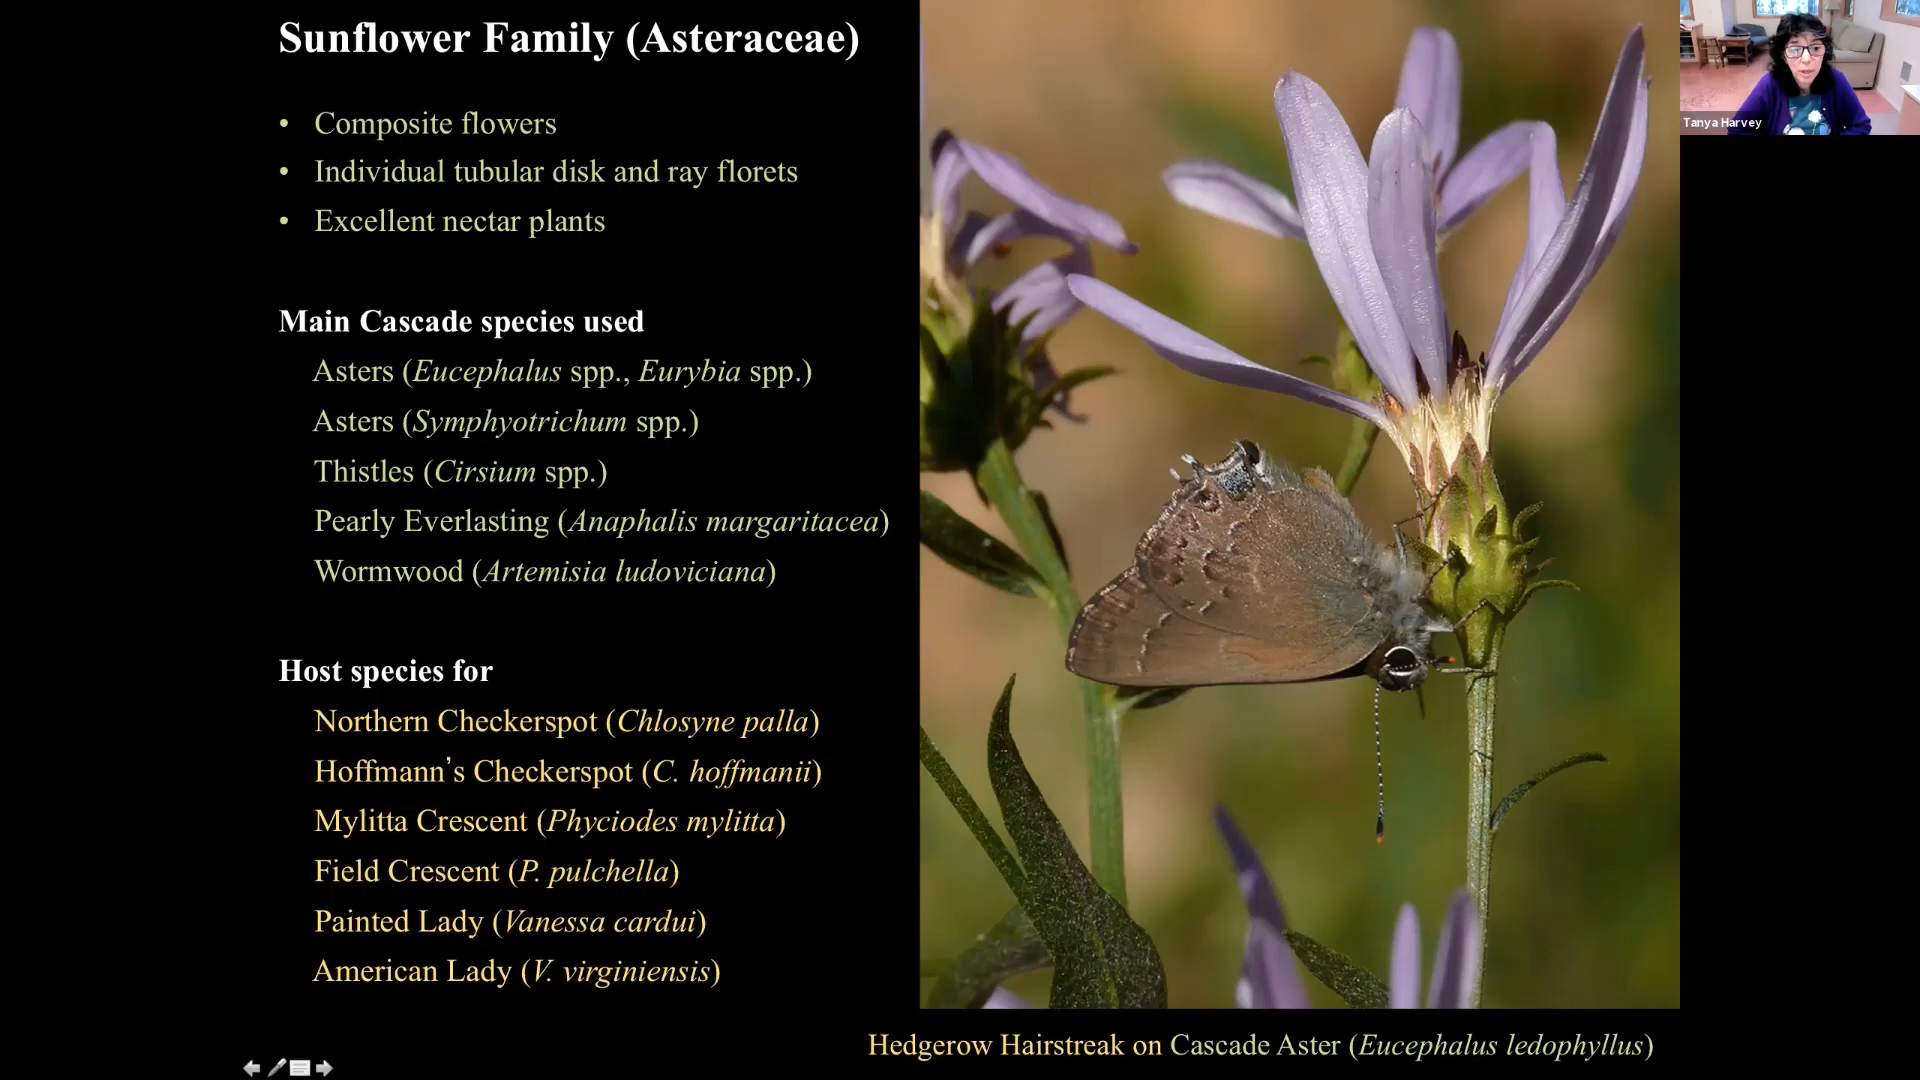 Sunflower Family (Asteraceae)
• Composite flowers
• Individual tubular disk and ray florets
• Excellent nectar plants
Main Cascade species used
Asters (Eucephalus spp., Eurybia spp.)
Asters (Symphyotrichum spp.)
Thistles (Cirsium spp.)
Pearly Everlasting (Anaphalis margaritacea)
Wormwood (Artemisia ludoviciana)
Host species for
Northern Checkerspot (Chlosyne palla)
Hoffmann’s Checkerspot (C. hoffmanii)
Mylitta Crescent (Phyciodes mylitta)
Field Crescent (P. pulchella)
Painted Lady (Vanessa cardui)
American Lady (V. virginiensis)
Hedgerow Hairstreak on Cascade Aster (Eucephalus ledophyllus)
Tanya Harvey